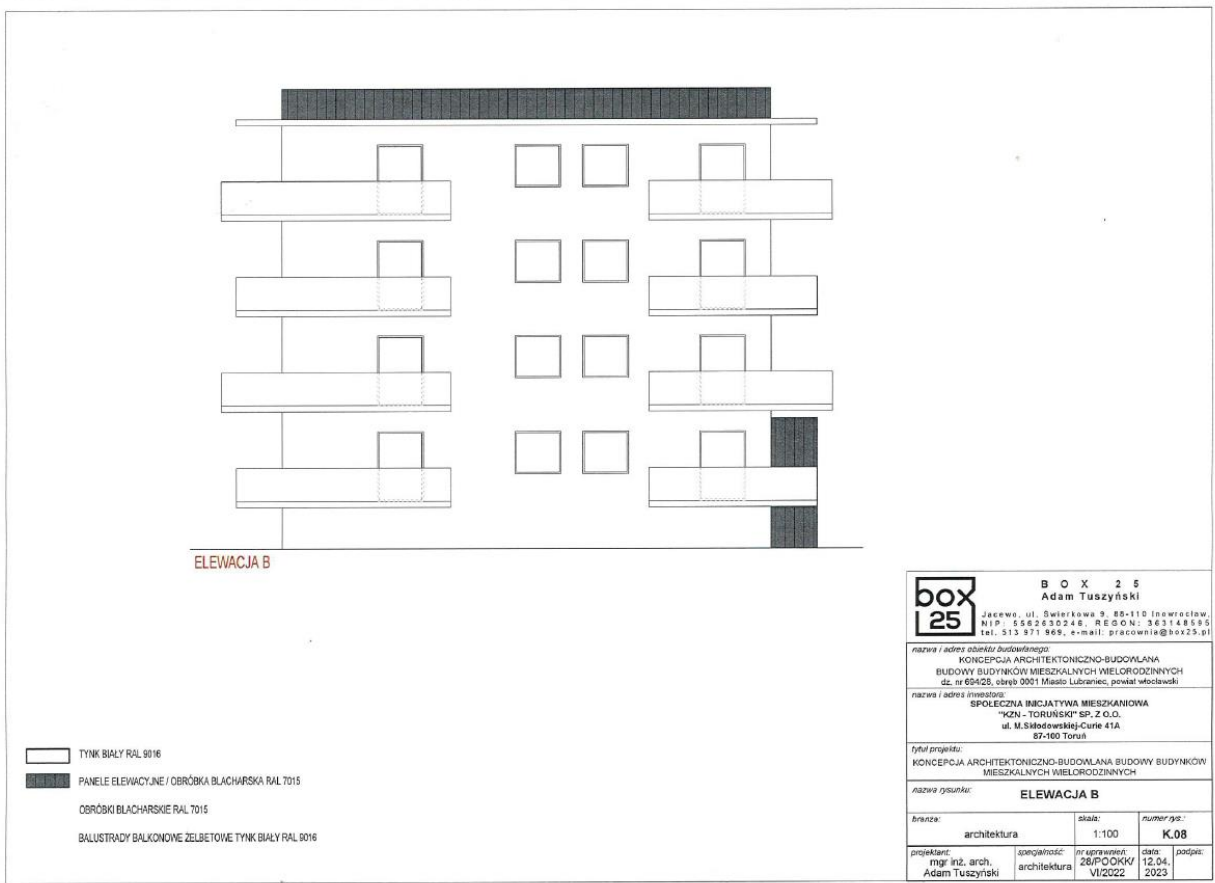 ELEWACJA B
TYNK BIAŁY RAL 9016
PANELE ELEWACYJNE / OBRÓBKA BLACHARSKA RAL 7015
OBRÓBKI BLACHARSKIE RAL 7015
BALUSTRADY BALKONOWE ŻELBETOWE TYNK BIAŁY RAL 9016
box
25
BOX 25
Adam Tuszyński
Jacewo, ul. Świerkowa 9, 88-110 Inowrocław,
NIP: 5562630246, REGON: 363148595
tel. 513 971 969, e-mail: pracownia@box25.pl
nazwa i adres obiektu budowlanego:
KONCEPCJA ARCHITEKTONICZNO-BUDOWLANA
BUDOWY BUDYNKÓW MIESZKALNYCH WIELORODZINNYCH
dz. nr 694/28, obręb 0001 Miasto Lubraniec, powiat włocławski
nazwa i adres inwestora:
SPOŁECZNA INICJATYWA MIESZKANIOWA
"KZN - TORUŃSKI" SP. Z O.O.
ul. M.Skłodowskiej-Curie 41A
87-100 Toruń
tytuł projektu:
KONCEPCJA ARCHITEKTONICZNO-BUDOWLANA BUDOWY BUDYNKÓW
MIESZKALNYCH WIELORODZINNYCH
nazwa rysunku:
ELEWACJA B
branża:
architektura
skala:
1:100
numer rys.:
K.08
projektant:
mgr inż. arch.
Adam Tuszyński
specjalność:
architektura
nr uprawnień:
28/POOKK/
VI/2022
data:
12.04.
2023
podpis: